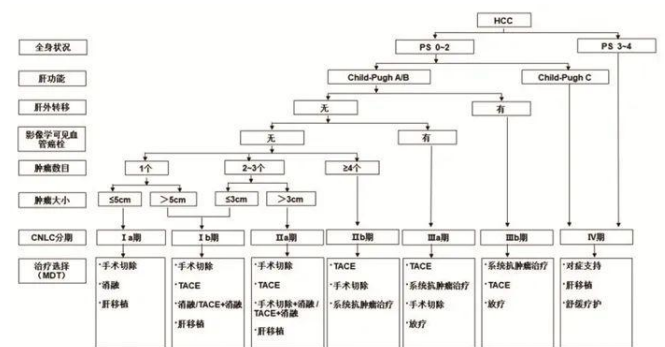 HCC
全身状况
PS 0~2
PS 3~4
肝功能
Child-Pugh A/B
Child-Pugh C
肝外转移
无
有
影像学可见血
管癌栓
无
有
肿瘤数目
1个
2~3个
≥4个
肿瘤大小
≤5cm
>5cm
≤3cm
>3cm
CNLC分期
Ⅰa期
Ⅰb期
Ⅱa期
Ⅱb期
Ⅲa期
Ⅲb期
Ⅳ期
治疗选择
(MDT)
·手术切除
·消融
·肝移植
·手术切除
·TACE
·消融/TACE+消融
·肝移植
·手术切除
·TACE
·手术切除+消融/
TACE+消融
·肝移植
·TACE
·手术切除
·系统抗肿瘤治疗
·TACE
·系统抗肿瘤治疗
·手术切除
·放疗
·系统抗肿瘤治疗
·TACE
·放疗
·对症支持
·肝移植
·舒缓疗护